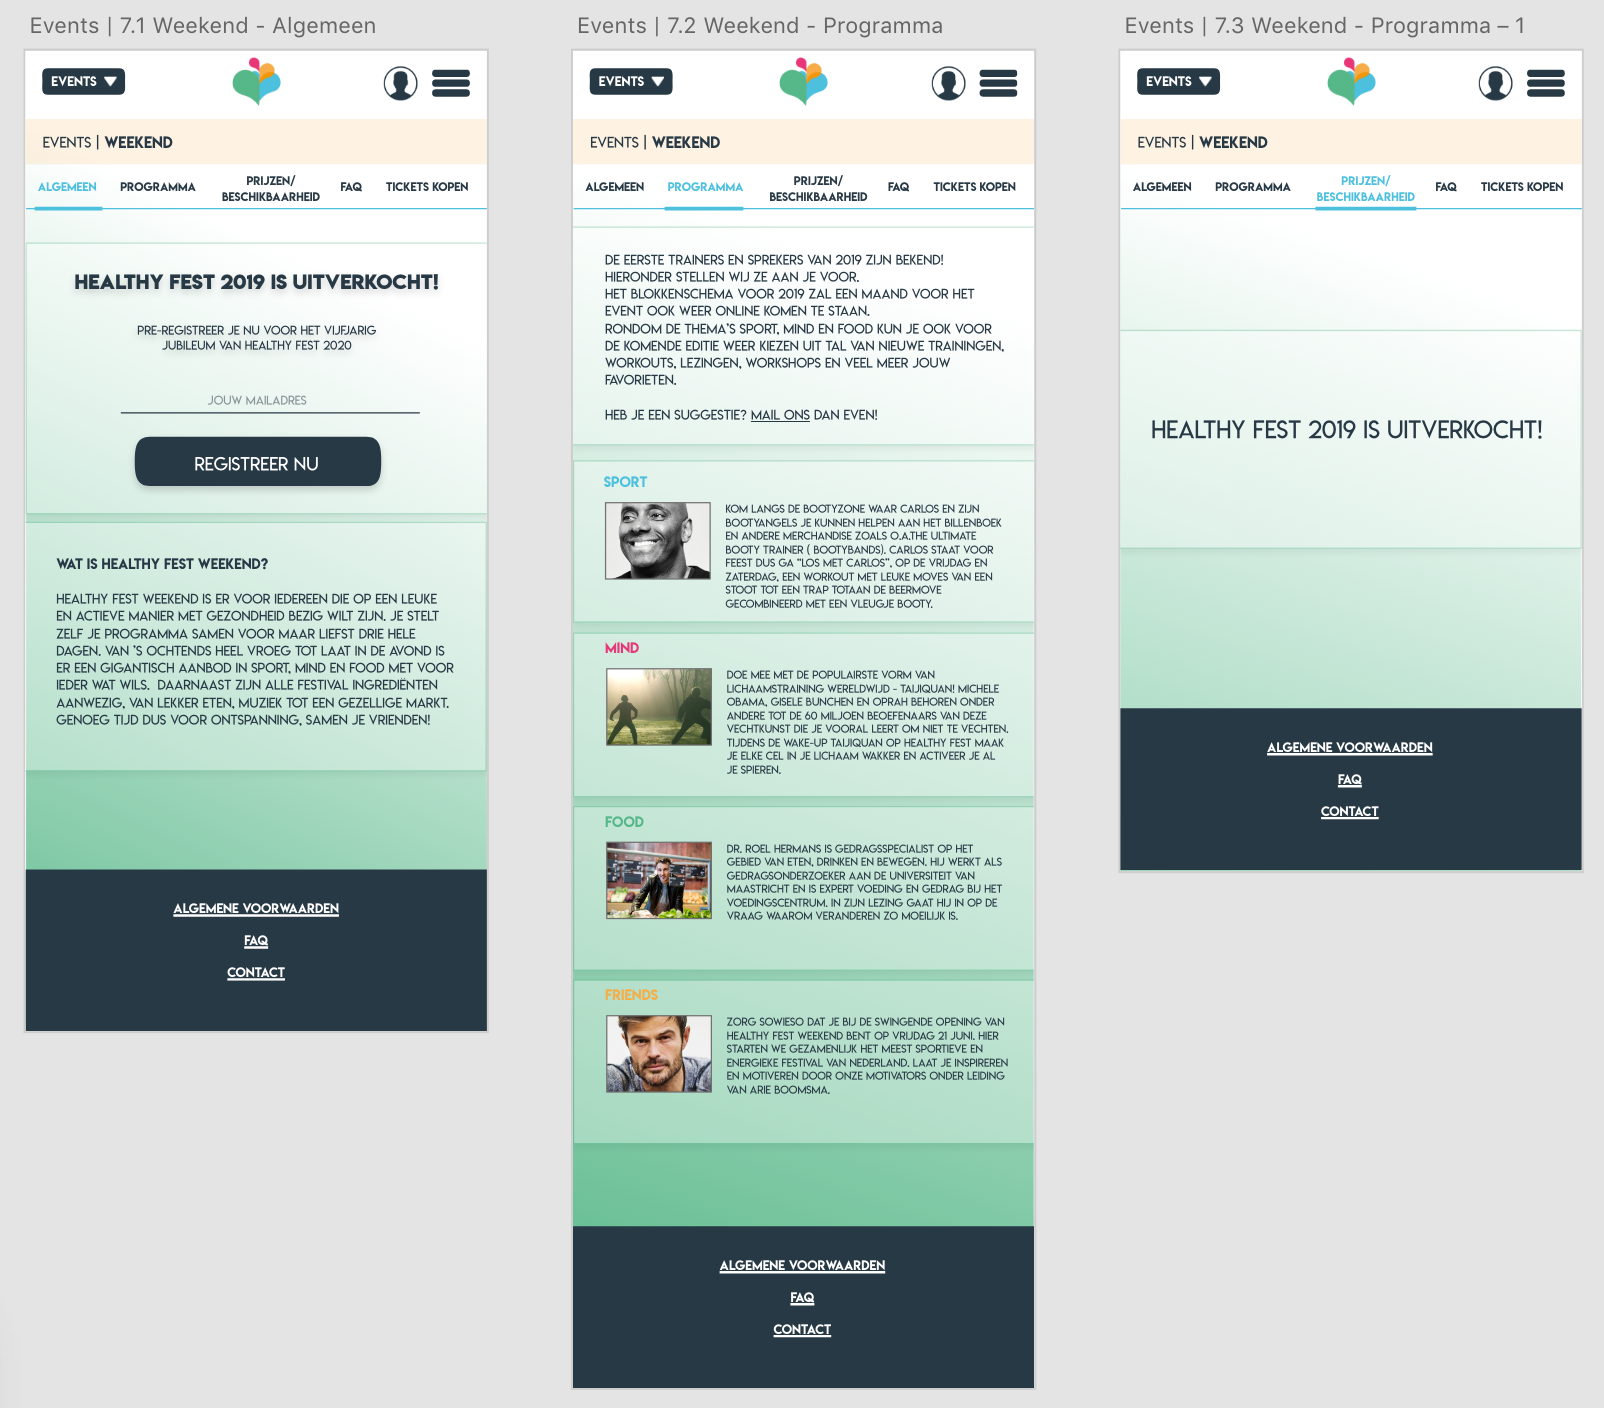 Events | 7.1 Weekend - Algemeen
EVENTS
EVENTS | WEEKEND
ALGEMEEN
PROGRAMMA
PRIJZEN/
BESCHIKBAARHEID
FAQ
TICKETS KOPEN
HEALTHY FEST 2019 IS UITVERKOCHT!
PRE-REGISTREER JE NU VOOR HET VIJFJARIG
JUBILEUM VAN HEALTHY FEST 2020
JOUW MAILADRES
REGISTREER NU
WAT IS HEALTHY FEST WEEKEND?
HEALTHY FEST WEEKEND IS ER VOOR IEDEREEN DIE OP EEN LEUKE
EN ACTIEVE MANIER MET GEZONDHEID BEZIG WILT ZIJN. JE STELT
ZELF JE PROGRAMMA SAMEN VOOR MAAR LIEFST DRIE HELE
DAGEN. VAN 'S OCHTENDS HEEL VROEG TOT LAAT IN DE AVOND IS
ER EEN GIGANTISCH AANBOD IN SPORT, MIND EN FOOD MET VOOR
IEDER WAT WILS. DAARNAAST ZIJN ALLE FESTIVAL INGREDIËNTEN
AANWEZIG, VAN LEKKER ETEN, MUZIEK TOT EEN GEZELLIGE MARKT.
GENOEG TIJD DUS VOOR ONTSPANNING, SAMEN JE VRIENDEN!
ALGEMENE VOORWAARDEN
FAQ
CONTACT
Events | 7.2 Weekend - Programma
EVENTS
EVENTS | WEEKEND
ALGEMEEN
PROGRAMMA
PRIJZEN/
BESCHIKBAARHEID
FAQ
TICKETS KOPEN
DE EERSTE TRAINERS EN SPREKERS VAN 2019 ZIJN BEKEND!
HIERONDER STELLEN WIJ ZE AAN JE VOOR.
HET BLOKKENSCHEMA VOOR 2019 ZAL EEN MAAND VOOR HET
EVENT OOK WEER ONLINE KOMEN TE STAAN.
RONDOM DE THEMA'S SPORT, MIND EN FOOD KUN JE OOK VOOR
DE KOMENDE EDITIE WEER KIEZEN UIT TAL VAN NIEUWE TRAININGEN,
WORKOUTS, LEZINGEN, WORKSHOPS EN VEEL MEER JOUW
FAVORIETEN.
HEB JE EEN SUGGESTIE? MAIL ONS DAN EVEN!
SPORT
KOM LANGS DE BOOTYZONE WAAR CARLOS EN ZIJN
BOOTYANGELS JE KUNNEN HELPEN AAN HET BILLENBOEK
EN ANDERE MERCHANDISE ZOALS O.A.THE ULTIMATE
BOOTY TRAINER ( BOOTYBANDS). CARLOS STAAT VOOR
FEEST DUS GA "LOS MET CARLOS", OP DE VRIJDAG EN
ZATERDAG, EEN WORKOUT MET LEUKE MOVES VAN EEN
STOOT TOT EEN TRAP TOTAAN DE BEERMOVE
GECOMBINEERD MET EEN VLEUGJE BOOTY.
MIND
DOE MEE MET DE POPULAIRSTE VORM VAN
LICHAAMSTRAINING WERELDWIJD - TAIJIQUAN! MICHELE
OBAMA, GISELE BUNCHEN EN OPRAH BEHOREN ONDER
ANDERE TOT DE 60 MILJOEN BEOEFENAARS VAN DEZE
VECHTKUNST DIE JE VOORAL LEERT OM NIET TE VECHTEN.
TIJDENS DE WAKE-UP TAIJIQUAN OP HEALTHY FEST MAAK
JE ELKE CEL IN JE LICHAAM WAKKER EN ACTIVEER JE AL
JE SPIEREN.
FOOD
DR. ROEL HERMANS IS GEDRAGSSPECIALIST OP HET
GEBIED VAN ETEN, DRINKEN EN BEWEGEN. HIJ WERKT ALS
GEDRAGSONDERZOEKER AAN DE UNIVERSITEIT VAN
MAASTRICHT EN IS EXPERT VOEDING EN GEDRAG BIJ HET
VOEDINGSCENTRUM. IN ZIJN LEZING GAAT HIJ IN OP DE
VRAAG WAAROM VERANDEREN ZO MOEILIJK IS.
FRIENDS
ZORG SOWIESO DAT JE BIJ DE SWINGENDE OPENING VAN
HEALTHY FEST WEEKEND BENT OP VRIJDAG 21 JUNI. HIER
STARTEN WE GEZAMENLIJK HET MEEST SPORTIEVE EN
ENERGIEKE FESTIVAL VAN NEDERLAND. LAAT JE INSPIREREN
EN MOTIVEREN DOOR ONZE MOTIVATORS ONDER LEIDING
VAN ARIE BOOMSMA.
ALGEMENE VOORWAARDEN
FAQ
CONTACT
Events | 7.3 Weekend - Programma – 1
EVENTS
EVENTS | WEEKEND
ALGEMEEN
PROGRAMMA
PRIJZEN/
BESCHIKBAARHEID
FAQ
TICKETS KOPEN
HEALTHY FEST 2019 IS UITVERKOCHT!
ALGEMENE VOORWAARDEN
FAQ
CONTACT